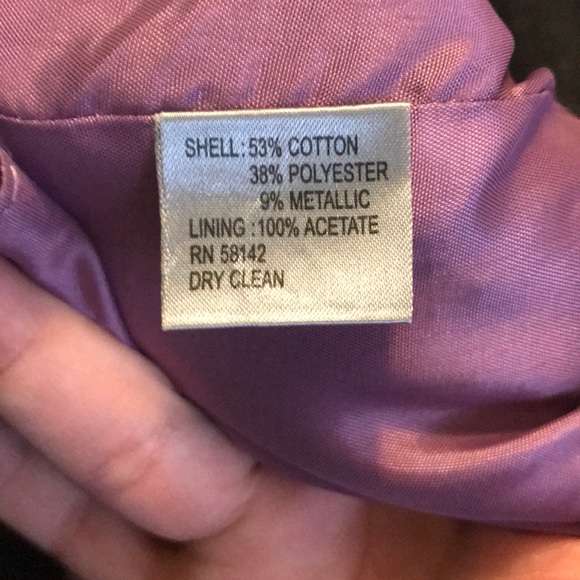 SHELL: 53% COTTON
38% POLYESTER
9% METALLIC
LINING :100% ACETATE
RN 58142
DRY CLEAN